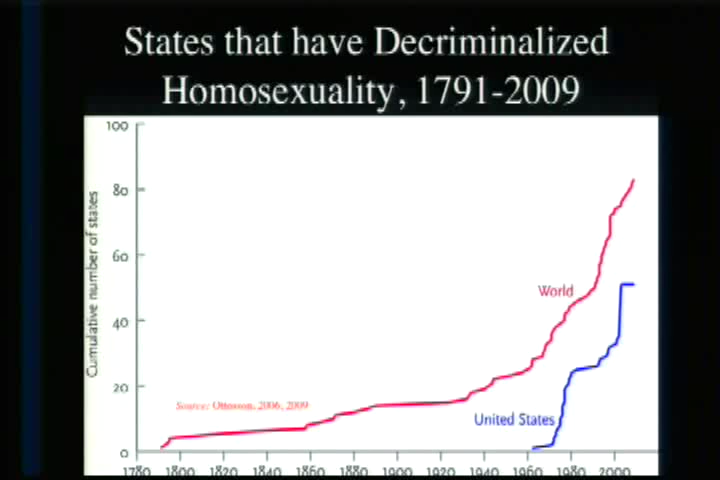 States that have Decriminalized
Homosexuality, 1791-2009
Cumulative number of states
100
80
60
40
20
0
World
United States
Source: Ottosson, 2006, 2009
1780 1800 1820 1840 1860 1880 1900 1920 1940 1960 1980 2000